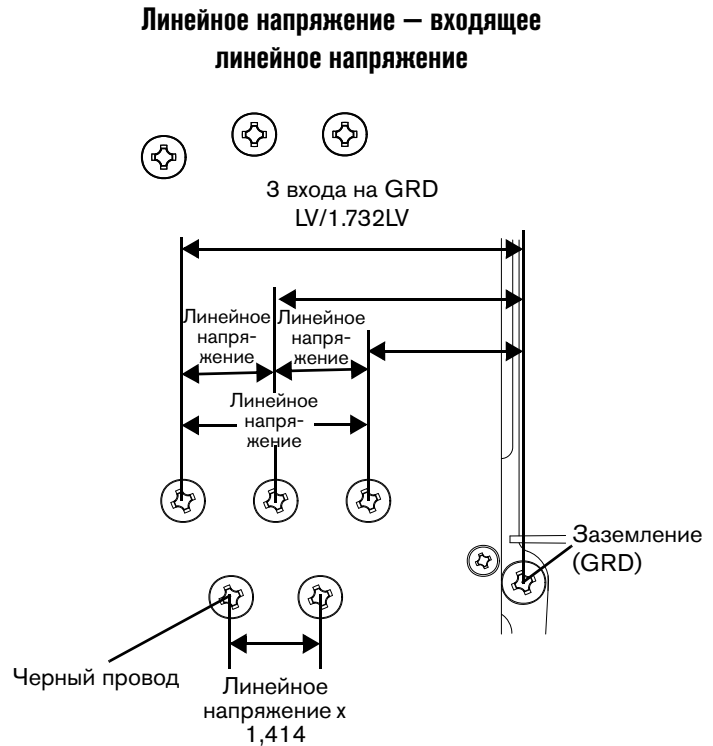 Линейное напряжение — входящее
линейное напряжение
3 входа на GRD
LV/1.732LV
Линейное
напря-
жение
Линейное
напря-
жение
Линейное
напря-
жение
Заземление
(GRD)
Черный провод
Линейное
напряжение x
1,414